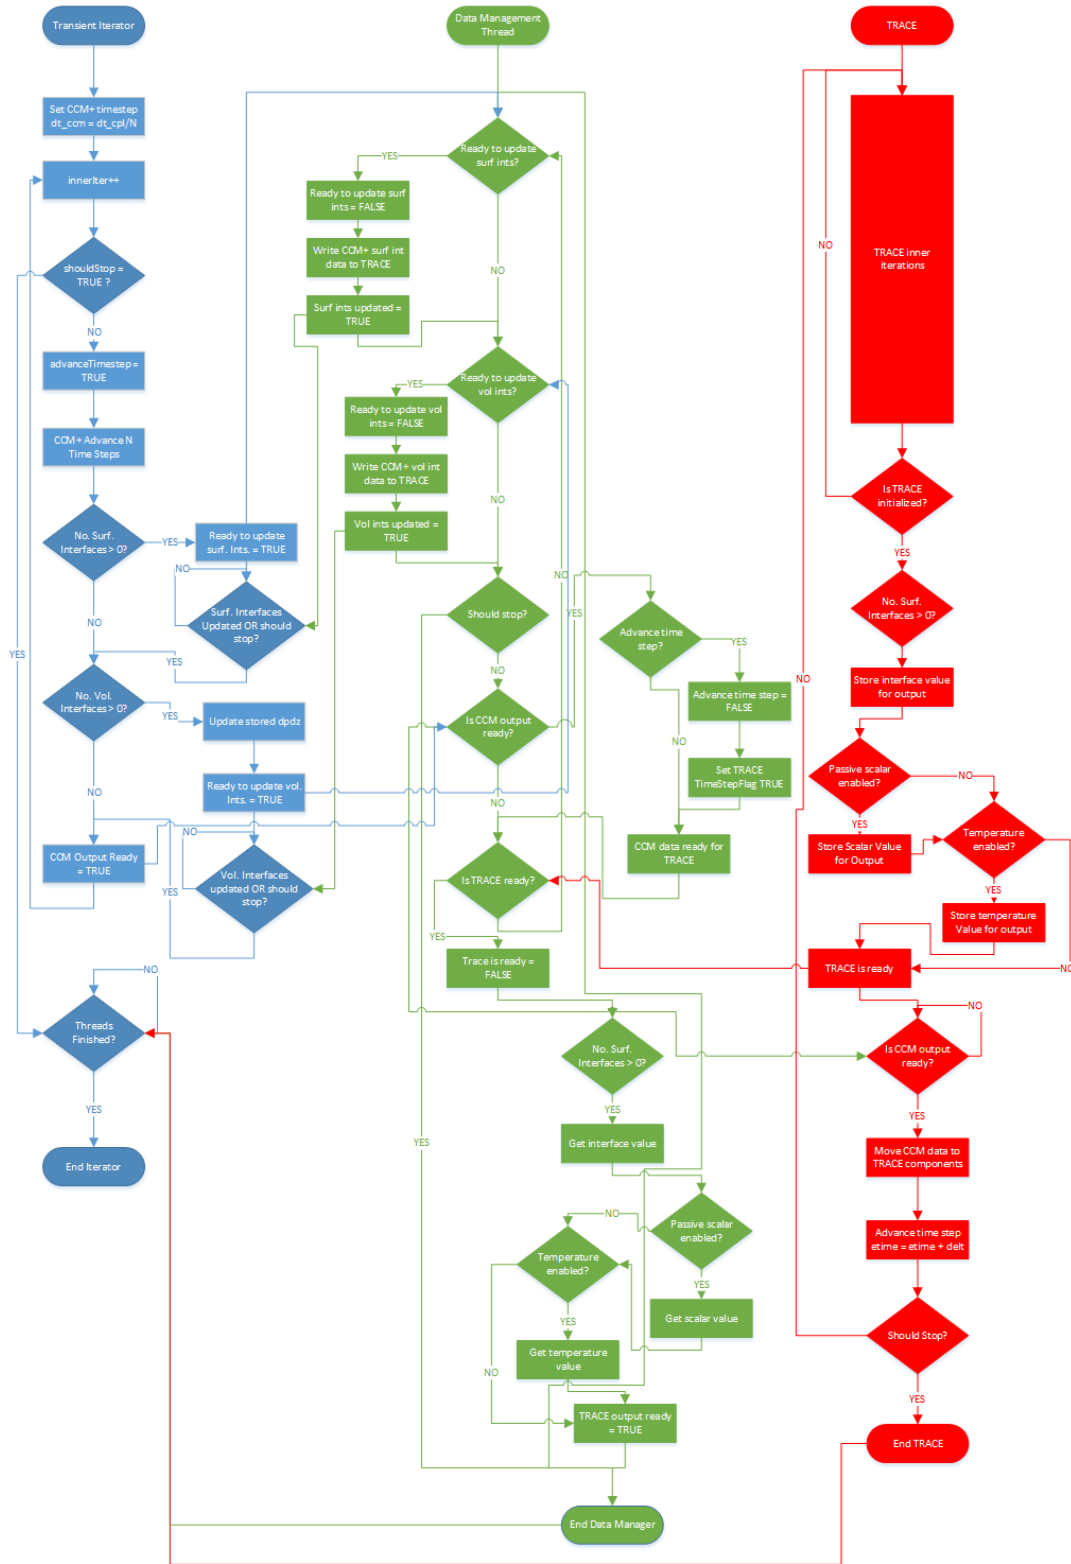 Transient Iterator
Set CCM+ timestep
dt_ccm = dt_cpl/N
innerIter++
shouldStop =
TRUE ?
NO
advanceTimestep =
TRUE
CCM+ Advance N
Time Steps
No. Surf.
Interfaces > 0?
YES
Ready to update
surf. Ints. = TRUE
NO
Surf. Interfaces
Updated OR should
stop?
NO
YES
YES
No. Vol.
Interfaces > 0?
YES
Update stored dpdz
Ready to update vol.
Ints. = TRUE
NO
NO
CCM Output Ready
= TRUE
Vol. Interfaces
updated OR should
stop?
YES
NO
Threads
Finished?
YES
End Iterator
Data Management
Thread
Ready to update
surf ints?
YES
Ready to update surf
ints = FALSE
Write CCM+ surf int
data to TRACE
NO
Surf ints updated =
TRUE
Ready to update
vol ints?
YES
Ready to update vol
ints = FALSE
Write CCM+ vol int
data to TRACE
NO
Vol ints updated =
TRUE
NO
Should stop?
YES
Advance time
step?
YES
NO
Advance time step =
FALSE
Is CCM output
ready?
NO
Set TRACE
TimeStepFlag TRUE
NO
CCM data ready for
TRACE
Is TRACE ready?
YES
Trace is ready =
FALSE
No. Surf.
Interfaces > 0?
YES
YES
Get interface value
Passive scalar
enabled?
NO
Temperature
enabled?
YES
Get scalar value
YES
Get temperature
value
NO
TRACE output ready
= TRUE
End Data Manager
TRACE
TRACE inner
iterations
NO
Is TRACE
initialized?
YES
No. Surf.
Interfaces > 0?
NO
Store interface value
for output
Passive scalar
enabled?
NO
YES
Store Scalar Value
for Output
Temperature
enabled?
YES
Store temperature
Value for output
NO
TRACE is ready
NO
Is CCM output
ready?
YES
Move CCM data to
TRACE components
Advance time step
etime = etime + delt
Should Stop?
YES
End TRACE